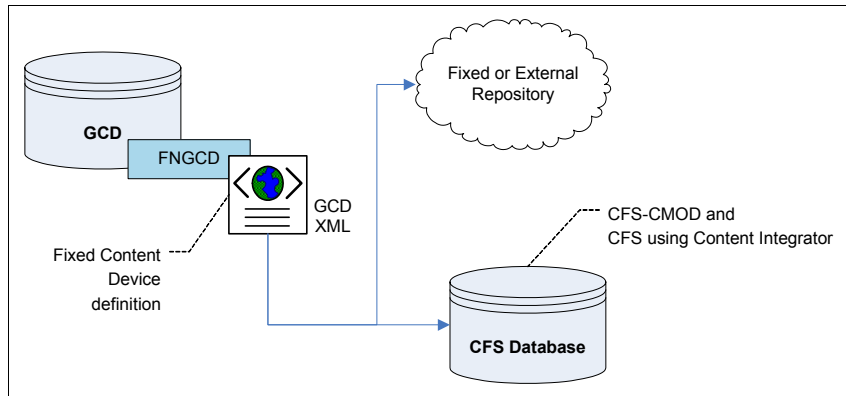 GCD
FNGCD
GCD
XML
Fixed Content
Device
definition
Fixed or External
Repository
CFS-CMOD and
CFS using Content Integrator
CFS Database